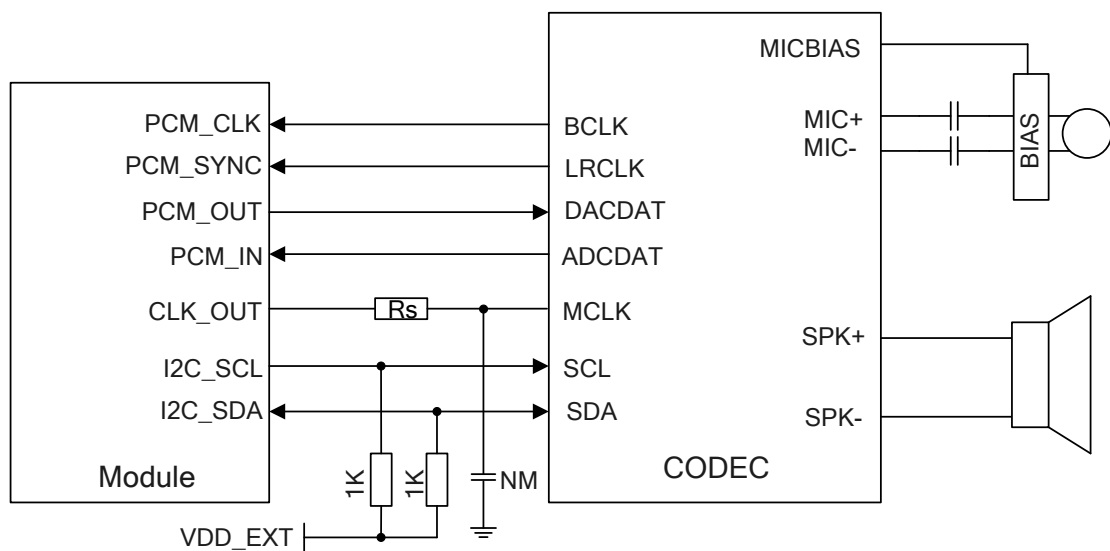 MICBIAS
PCM_CLK
BCLK
MIC+
MIC-
BIAS
PCM_SYNC
LRCLK
PCM_OUT
DACDAT
PCM_IN
ADCDAT
CLK_OUT
Rs
MCLK
SPK+
I2C_SCL
SCL
I2C_SDA
SDA
SPK-
Module
1K
1K
NM
CODEC
VDD_EXT